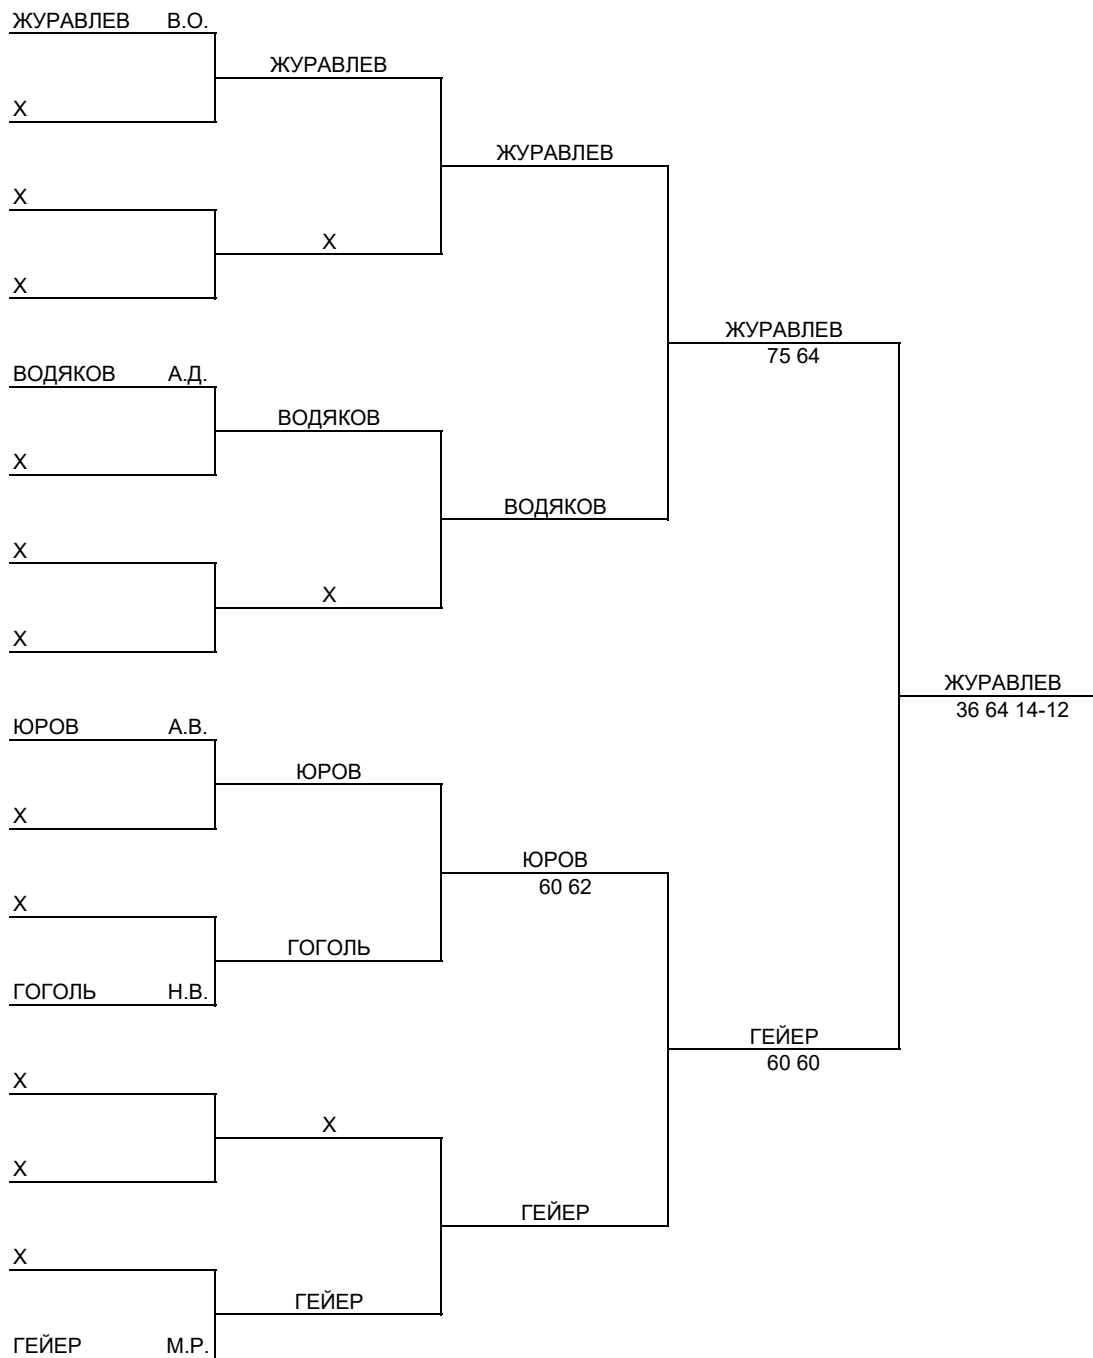 ЖУРАВЛЕВ В.О.
ЖУРАВЛЕВ
X
ЖУРАВЛЕВ
X
X
X
ЖУРАВЛЕВ
75 64
ВОДЯКОВ А.Д.
ВОДЯКОВ
X
ВОДЯКОВ
X
X
X
ЖУРАВЛЕВ
36 64 14-12
ЮРОВ А.В.
ЮРОВ
X
ЮРОВ
60 62
X
ГОГОЛЬ
ГОГОЛЬ Н.В.
ГЕЙЕР
60 60
X
X
X
ГЕЙЕР
X
ГЕЙЕР
ГЕЙЕР М.Р.